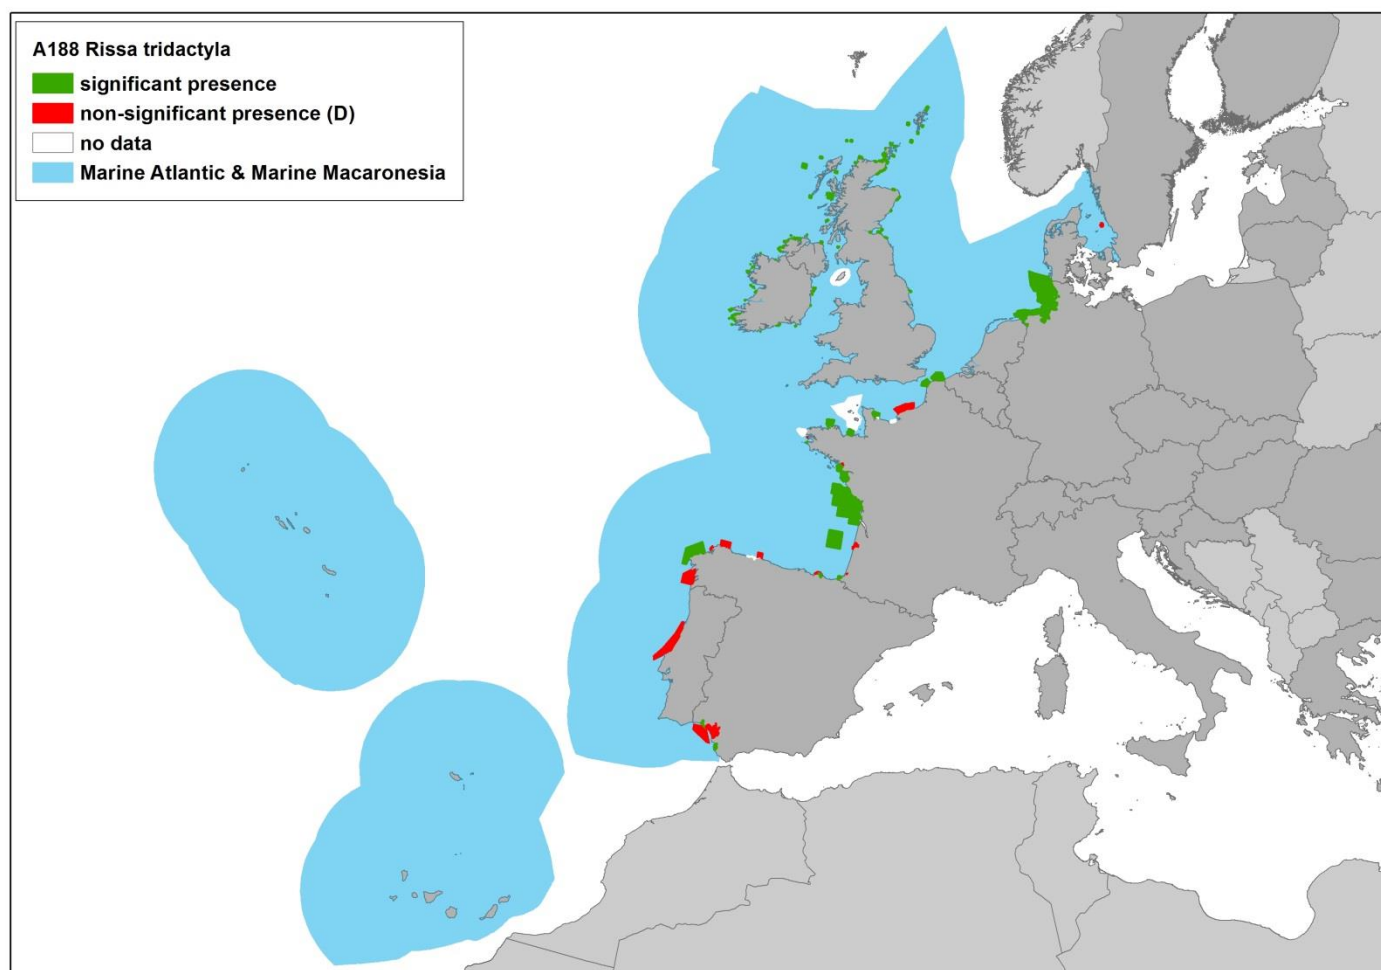 A188 Rissa tridactyla
significant presence
non-significant presence (D)
no data
Marine Atlantic & Marine Macaronesia